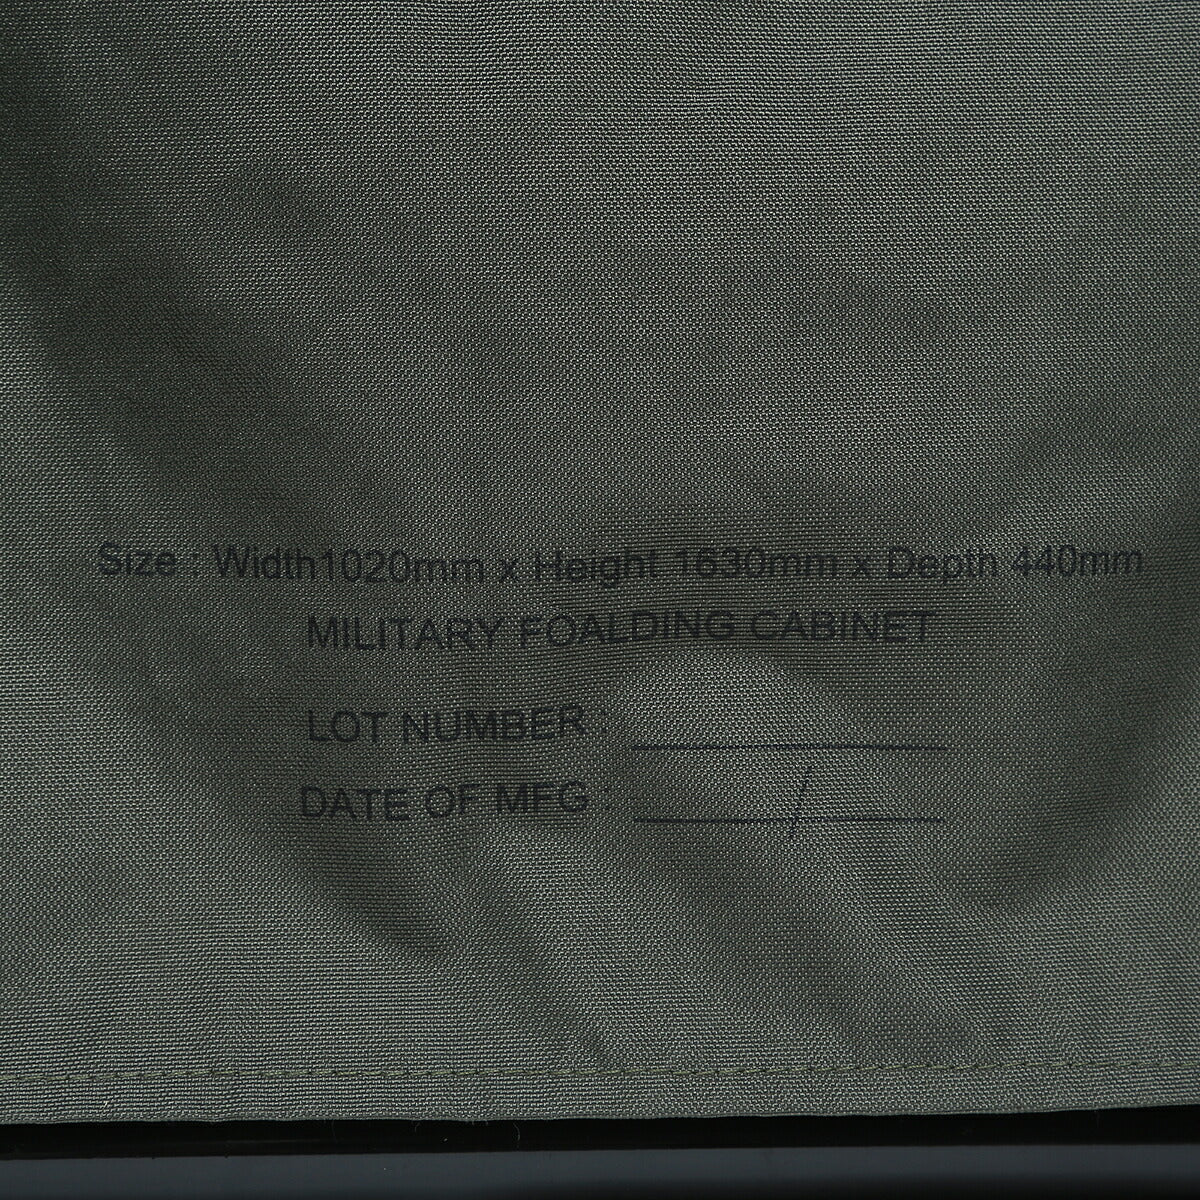 Size : Width1020mm x Height 1630mm x Depth 440mm
MILITARY FOALDING CABINET
LOT NUMBER :
DATE OF MFG : /